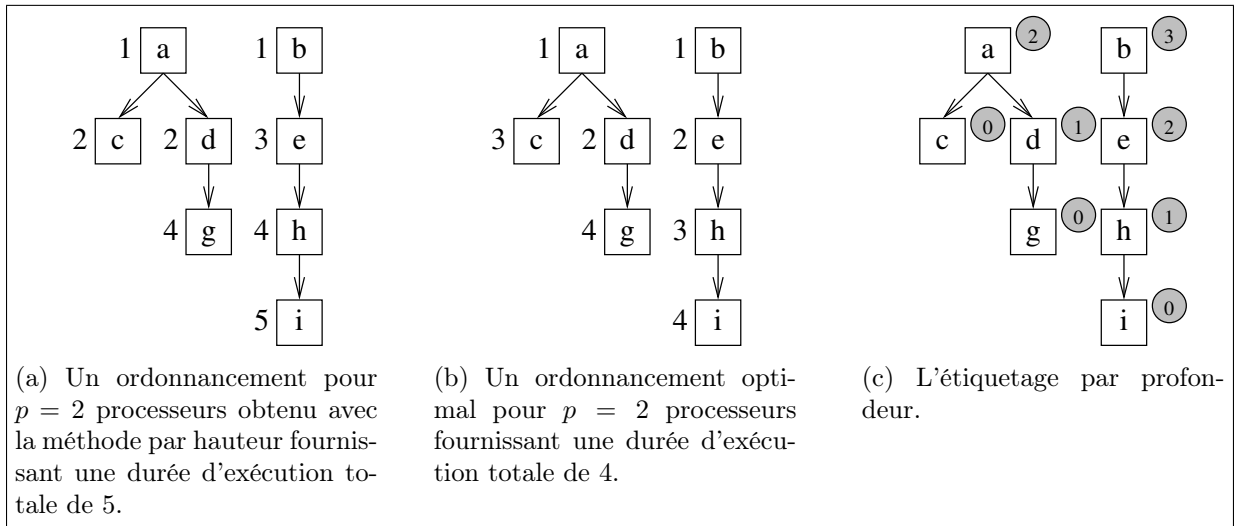 1 a 1 b
2 c 2 d 3 e
4 g 4 h
5 i
(a) Un ordonnancement pour
p = 2 processeurs obtenu avec
la méthode par hauteur fournis-
sant une durée d'exécution to-
tale de 5.
1 a 1 b
3 c 2 d 2 e
4 g 3 h
4 i
(b) Un ordonnancement opti-
mal pour p = 2 processeurs
fournissant une durée d'exécu-
tion totale de 4.
a 2 b 3
c 0 d 1 e 2
g 0 h 1
i 0
(c) L'étiquetage par profon-
deur.